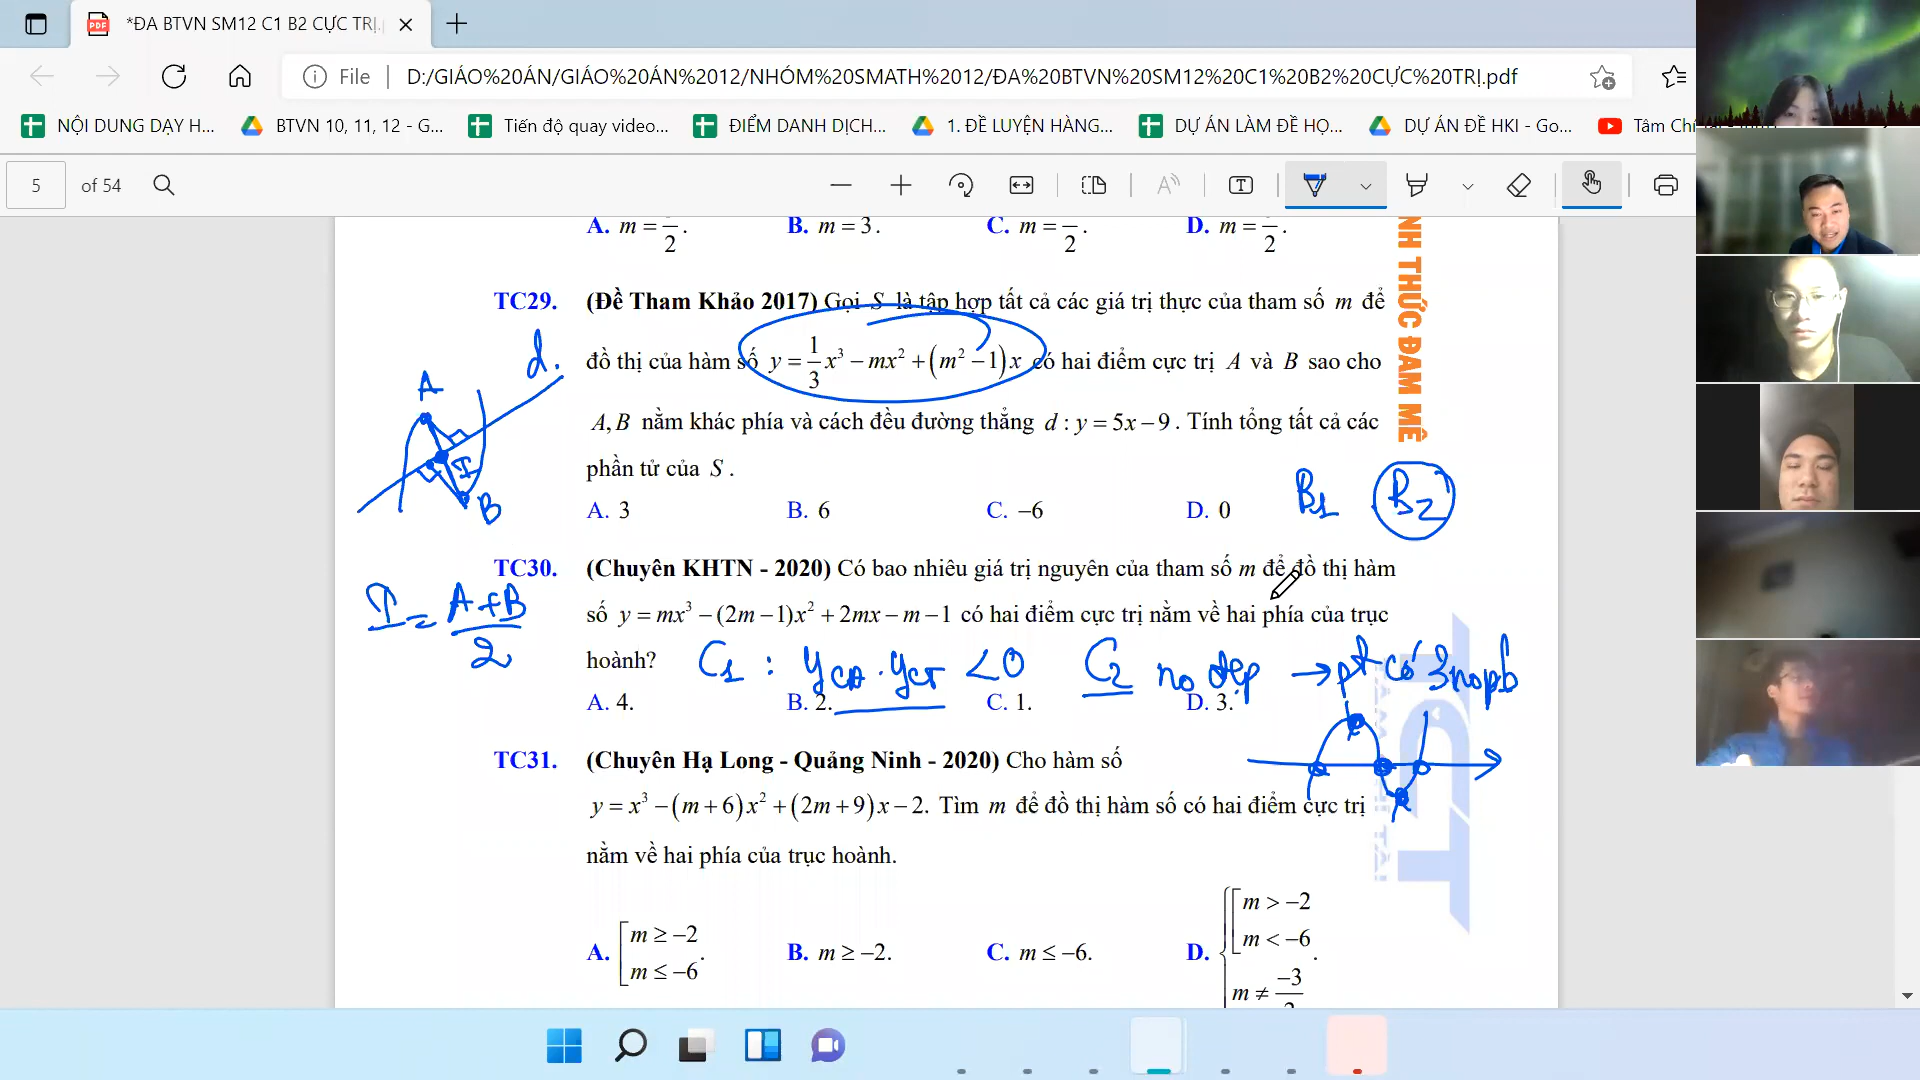 *ĐA BTVN SM12 C1 B2 CỰC TRỊ.
File
D:/GIÁO%20ÁN/GIÁO%20ÁN%2012/NHÓM%20SMATH%2012/ĐA%20BTVN%20SM12%20C1%20B2%20CỰC%20TRỊ.pdf
NỘI DUNG DẠY H...
BTVN 10, 11, 12 - G...
Tiến độ quay video...
ĐIỂM DANH DỊCH...
1. ĐỀ LUYỆN HÀNG...
DỰ ÁN LÀM ĐỀ HỌ...
DỰ ÁN ĐỀ HKI - Go...
Tâm Chí
5 of 54
A. m = —/2. B. m = 3. C. m = —/2. D. m = —/2.
TC29. (Đề Tham Khảo 2017) Gọi S là tập hợp tất cả các giá trị thực của tham số m để
đồ thị của hàm số y = 1/3 x³ − mx² + (m² − 1)x có hai điểm cực trị A và B sao cho
A, B nằm khác phía và cách đều đường thẳng d : y = 5x − 9. Tính tổng tất cả các
phần tử của S.
A. 3 B. 6 C. −6 D. 0
B1 B2
A
d.
I
B
I = (A+B)/2
TC30. (Chuyên KHTN - 2020) Có bao nhiêu giá trị nguyên của tham số m để đồ thị hàm
số y = mx³ − (2m − 1)x² + 2mx − m − 1 có hai điểm cực trị nằm về hai phía của trục
hoành?
C1 : yCĐ . yCT < 0 C2 no đẹp → pt có 3 nopb
A. 4. B. 2. C. 1. D. 3.
TC31. (Chuyên Hạ Long - Quảng Ninh - 2020) Cho hàm số
y = x³ − (m + 6)x² + (2m + 9)x − 2. Tìm m để đồ thị hàm số có hai điểm cực trị
nằm về hai phía của trục hoành.
A. [m ≥ −2
m ≤ −6. B. m ≥ −2. C. m ≤ −6. D. {[m > −2
m < −6
m ≠ −3/2.
NH THỨC ĐAM MÊ